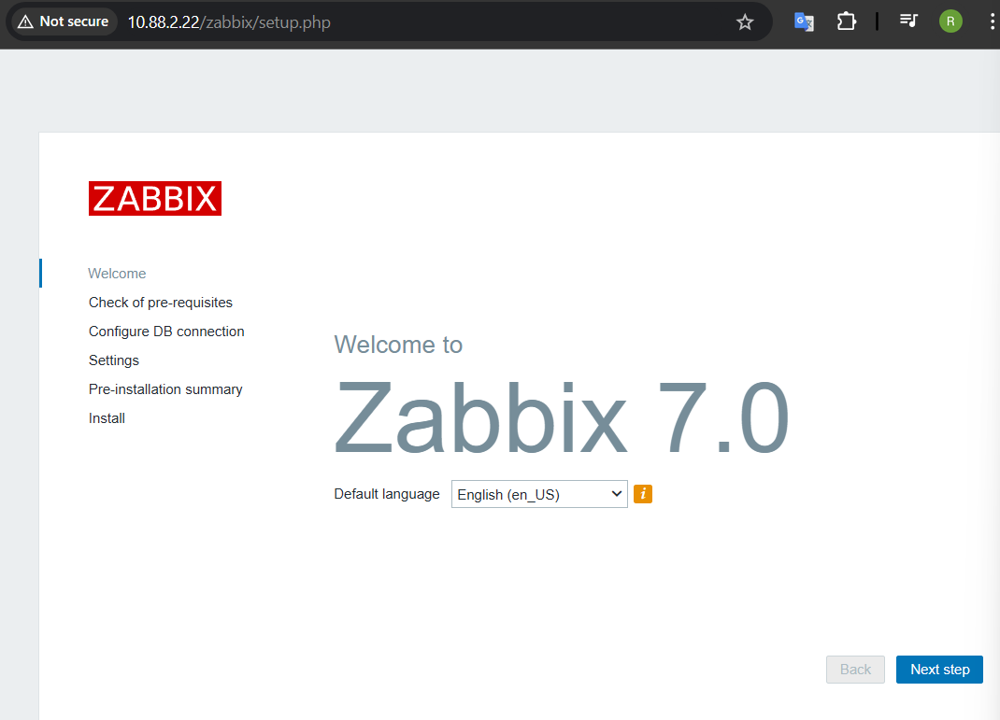 Not secure 10.88.2.22/zabbix/setup.php R
ZABBIX
Welcome
Check of pre-requisites
Configure DB connection
Settings
Pre-installation summary
Install
Welcome to
Zabbix 7.0
Default language English (en_US) i
Back Next step